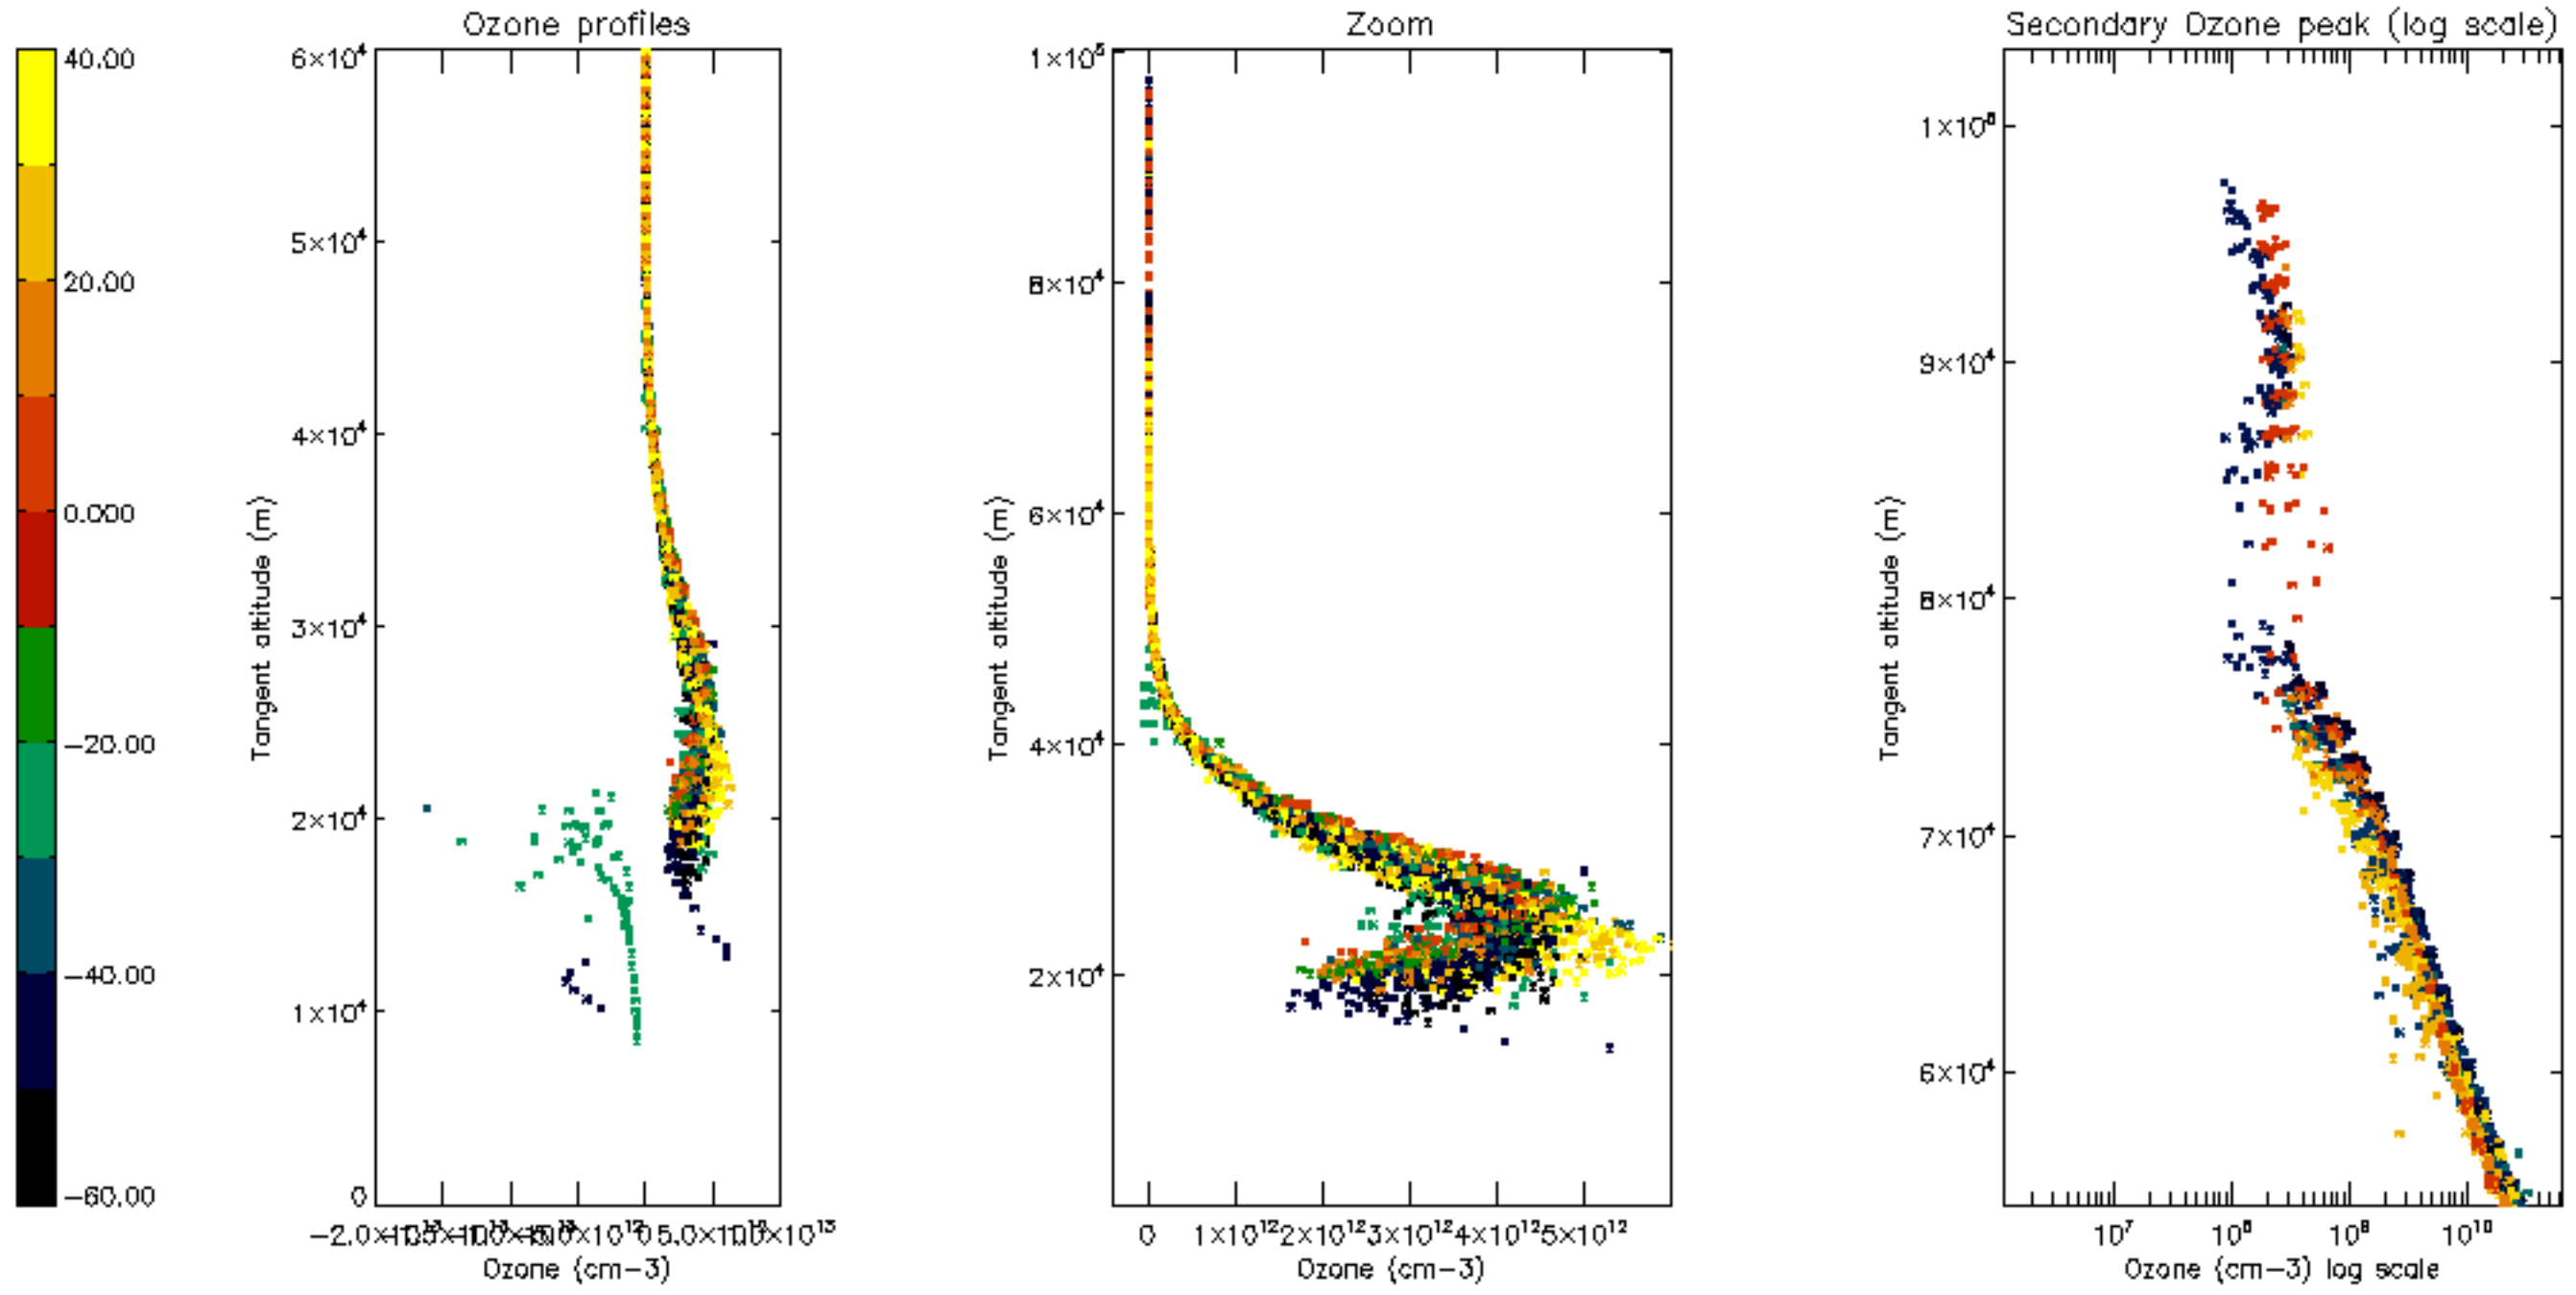 Ozone profiles
Zoom
Secondary Ozone peak (log scale)
40.00
20.00
0.000
−20.00
−40.00
−60.00
6×10⁴
5×10⁴
4×10⁴
3×10⁴
2×10⁴
1×10⁴
0
Tangent altitude (m)
Ozone (cm−3)
1×10⁵
8×10⁴
6×10⁴
4×10⁴
2×10⁴
Tangent altitude (m)
0 1×10¹² 2×10¹² 3×10¹² 4×10¹² 5×10¹²
Ozone (cm−3)
1×10⁵
9×10⁴
8×10⁴
7×10⁴
6×10⁴
Tangent altitude (m)
10⁷ 10⁸ 10⁹ 10¹⁰
Ozone (cm−3) log scale